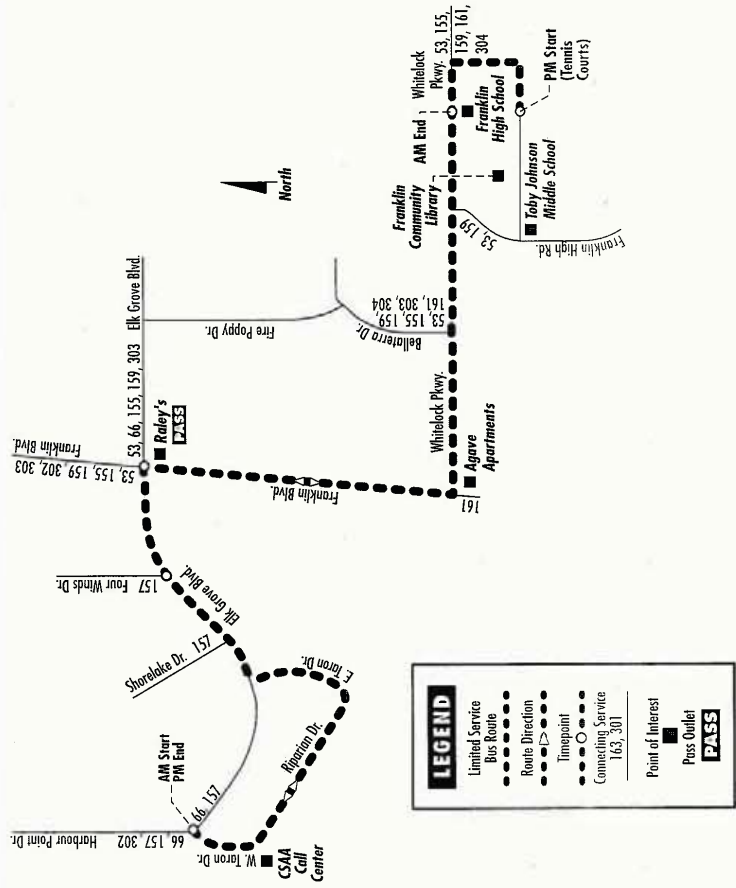 Harbour Point Dr.
66, 157, 302
AM Start
PM End
66, 157
W. Taron Dr.
CSAA
Call
Center
Riparian Dr.
E. Taron Dr.
Shorelake Dr. 157
Elk Grove Blvd.
157 Four Winds Dr.
Franklin Blvd.
53, 155, 159, 302, 303
53, 66, 155, 159, 303 Elk Grove Blvd.
Raley's
PASS
Franklin Blvd.
Fire Poppy Dr.
Bellaterra Dr.
53, 155, 159,
161, 303, 304
North
161
Agave
Apartments
Whitelock Pkwy.
Franklin
Community
Library
53, 159
AM End
Franklin
High School
Whitelock
Pkwy. 53, 155,
159, 161,
304
PM Start
(Tennis
Courts)
Toby Johnson
Middle School
Franklin High Rd.
LEGEND
Limited Service
Bus Route
Route Direction
Timepoint
Connecting Service
163, 301
Point of Interest
Pass Outlet
PASS